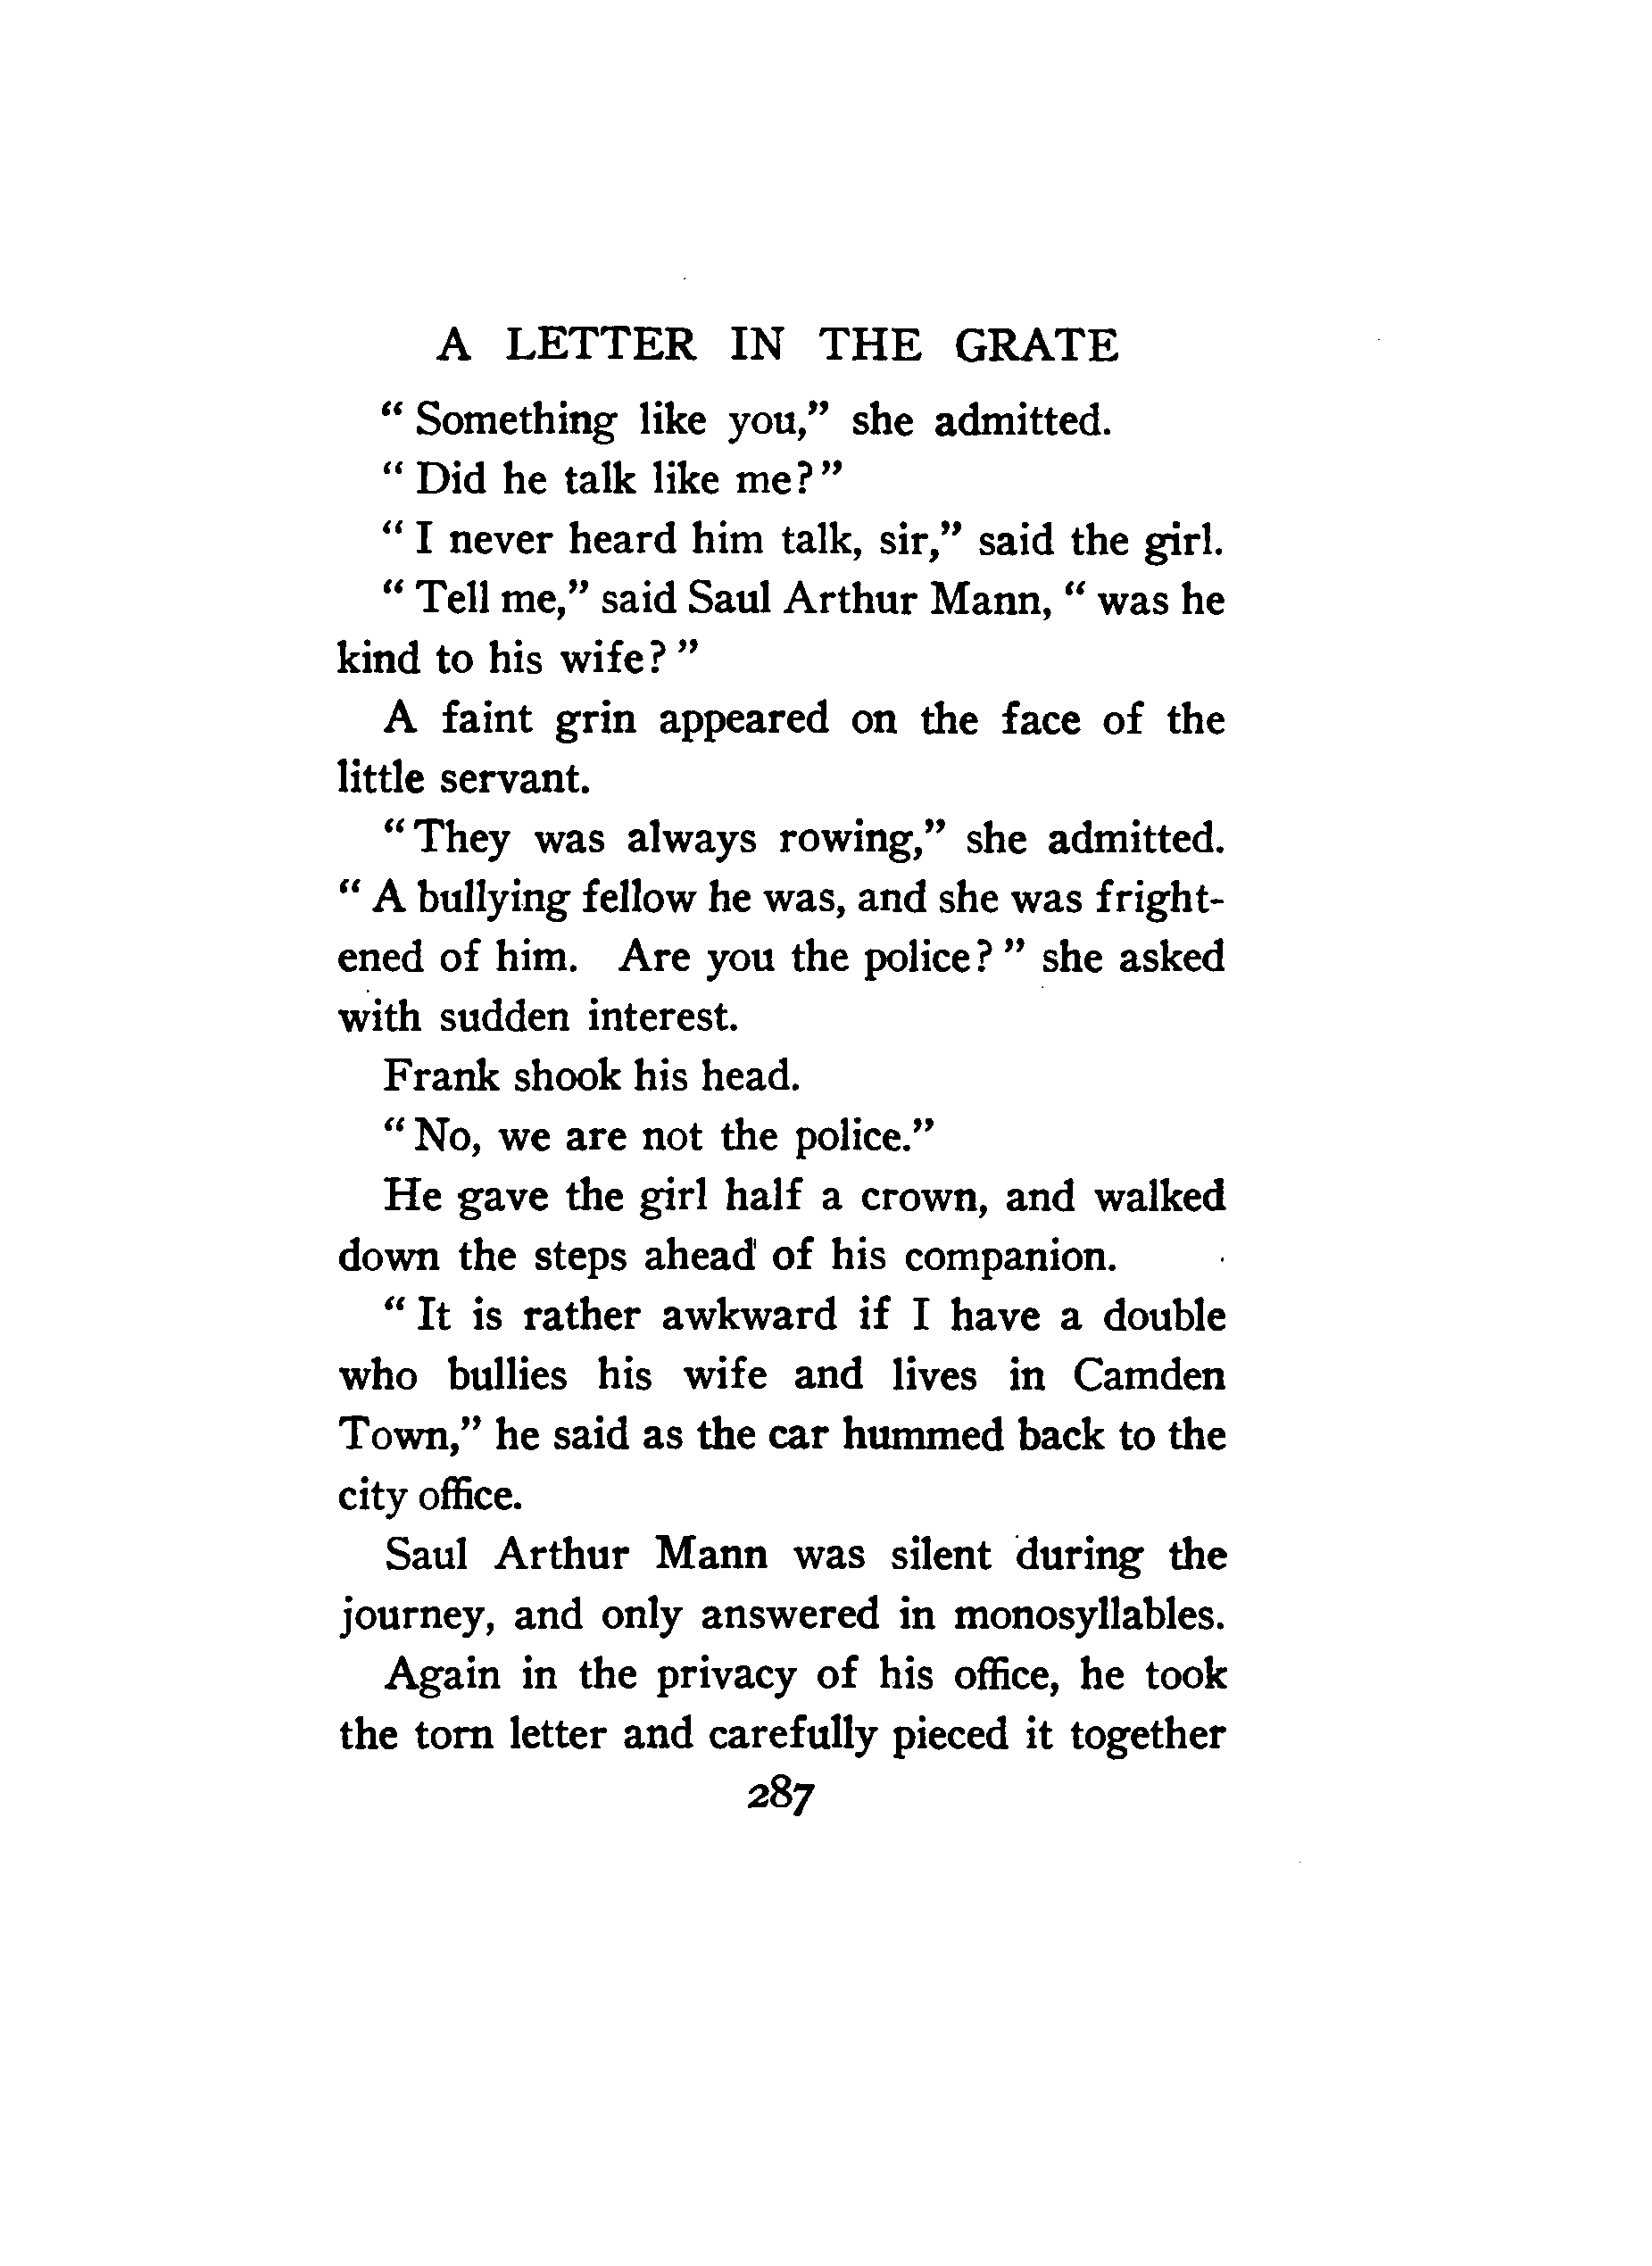 A LETTER IN THE GRATE
“ Something like you,” she admitted.
“ Did he talk like me?”
“ I never heard him talk, sir,” said the girl.
“ Tell me,” said Saul Arthur Mann, “ was he
kind to his wife? ”
A faint grin appeared on the face of the
little servant.
“ They was always rowing,” she admitted.
“ A bullying fellow he was, and she was fright-
ened of him. Are you the police? ” she asked
with sudden interest.
Frank shook his head.
“ No, we are not the police.”
He gave the girl half a crown, and walked
down the steps ahead of his companion.
“ It is rather awkward if I have a double
who bullies his wife and lives in Camden
Town,” he said as the car hummed back to the
city office.
Saul Arthur Mann was silent during the
journey, and only answered in monosyllables.
Again in the privacy of his office, he took
the torn letter and carefully pieced it together
287